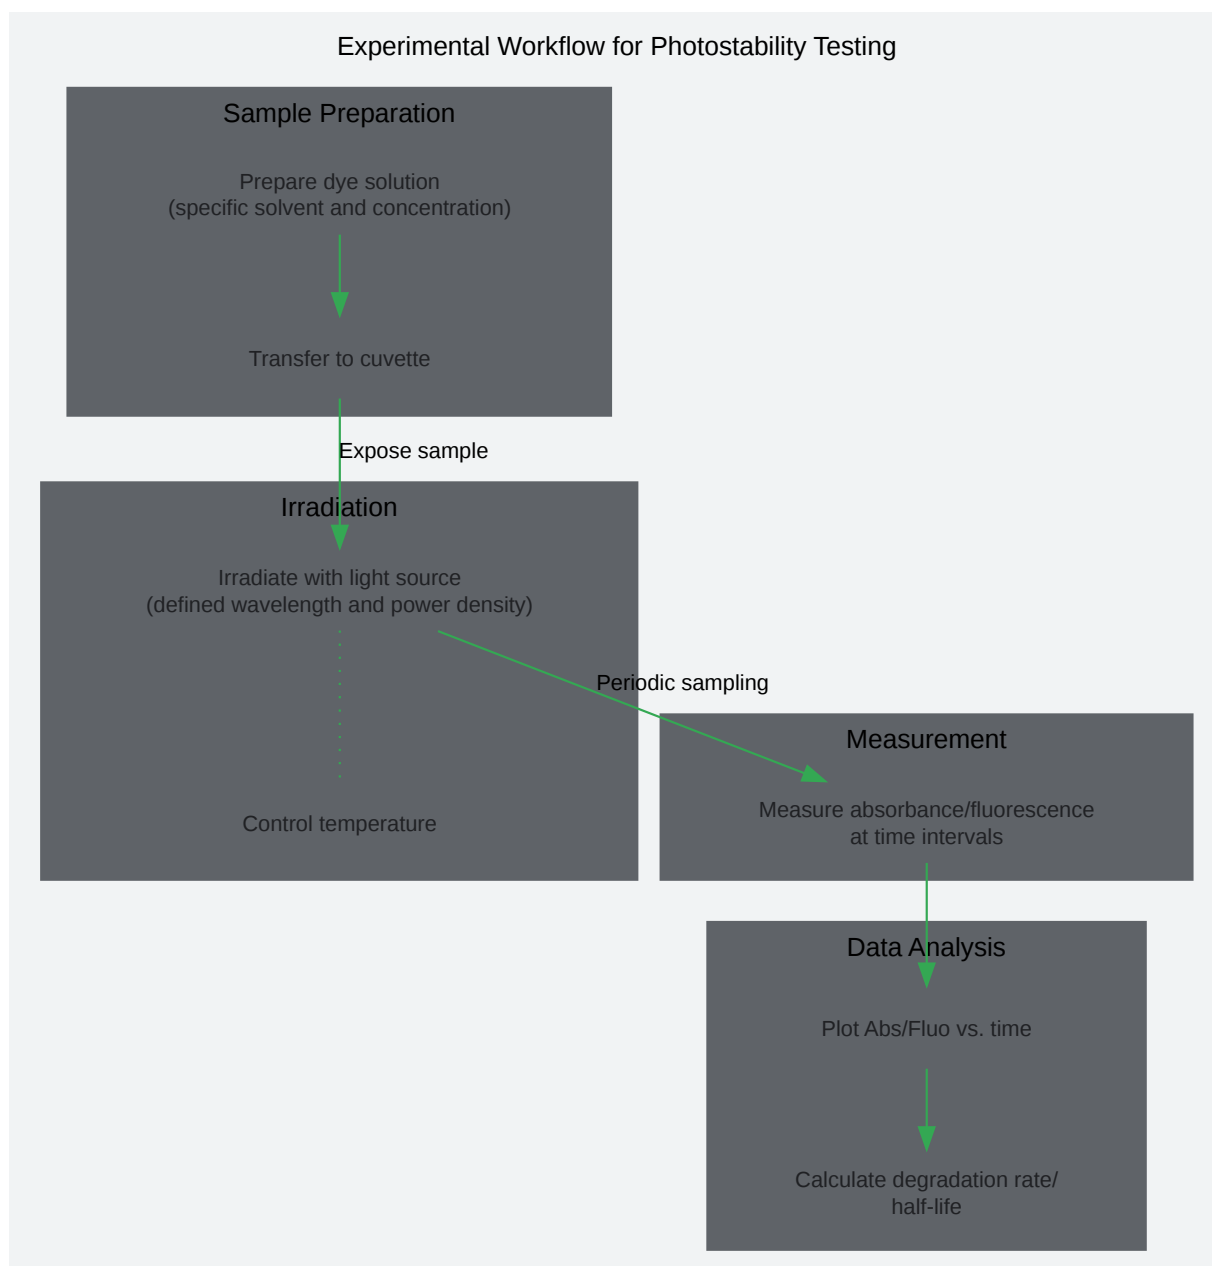 Experimental Workflow for Photostability Testing
Sample Preparation
Prepare dye solution
(specific solvent and concentration)
Transfer to cuvette
Expose sample
Irradiation
Irradiate with light source
(defined wavelength and power density)
Periodic sampling
Control temperature
Measurement
Measure absorbance/fluorescence
at time intervals
Data Analysis
Plot Abs/Fluo vs. time
Calculate degradation rate/
half-life